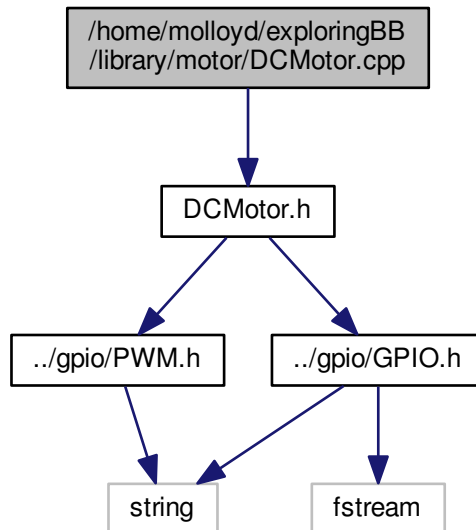 /home/molloyd/exploringBB
/library/motor/DCMotor.cpp
DCMotor.h
../gpio/PWM.h
../gpio/GPIO.h
string
fstream